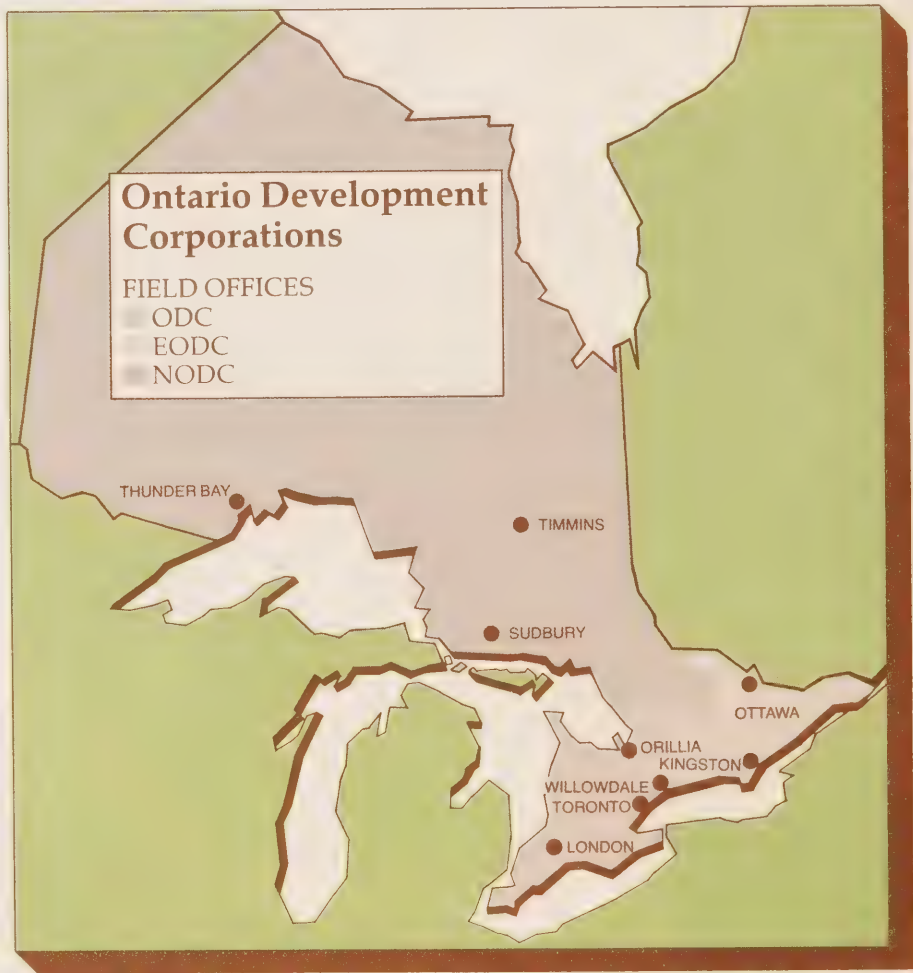 Ontario Development
Corporations
FIELD OFFICES
ODC
EODC
NODC
THUNDER BAY
TIMMINS
SUDBURY
OTTAWA
ORILLIA
KINGSTON
WILLOWDALE
TORONTO
LONDON